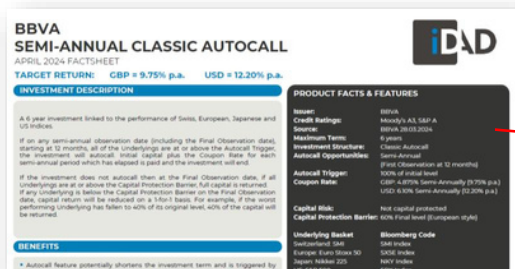 BBVA
SEMI-ANNUAL CLASSIC AUTOCALL
APRIL 2024 FACTSHEET
TARGET RETURN: GBP = 9.75% p.a. USD = 12.20% p.a.
iDAD
INVESTMENT DESCRIPTION
A 6 year investment linked to the performance of Swiss, European, Japanese and
US Indices.
If on any semi-annual observation date (including the Final Observation date),
starting at 12 months, all of the Underlyings are at or above the Autocall Trigger,
the investment will autocall. Initial capital plus the Coupon Rate for each
semi-annual period which has elapsed is paid and the investment will end.
If the investment does not autocall then at the Final Observation date, if all
Underlyings are at or above the Capital Protection Barrier, full capital is returned.
If any Underlying is below the Capital Protection Barrier on the Final Observation
date, capital return will be reduced on a 1-for-1 basis. For example, if the worst
performing Underlying has fallen to 40% of its original level, 40% of the capital will
be returned.
BENEFITS
• Autocall feature potentially shortens the investment term and is triggered by
PRODUCT FACTS & FEATURES
Issuer: BBVA
Credit Ratings: Moody's A3, S&P A
Source: BBVA 28.03.2024
Maximum Term: 6 years
Investment Structure: Classic Autocall
Autocall Opportunities: Semi-Annual
(First Observation at 12 months)
Autocall Trigger: 100% of initial level
Coupon Rate: GBP: 4.875% Semi-Annually (9.75% p.a.)
USD: 6.10% Semi-Annually (12.20% p.a.)
Capital Risk: Not capital protected
Capital Protection Barrier: 60% Final level (European style)
Underlying Basket Bloomberg Code
Switzerland: SMI SMI Index
Europe: Euro Stoxx 50 SX5E Index
Japan: Nikkei 225 NKY Index